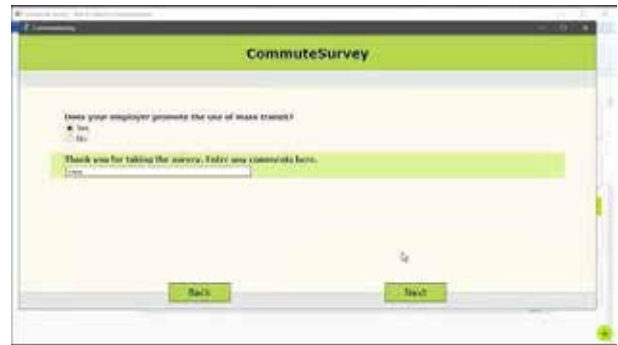 CommuteSurvey
Does your employer promote the use of mass transit?
Yes
No
Thank you for taking the survey. Enter any comments here.
Back
Next